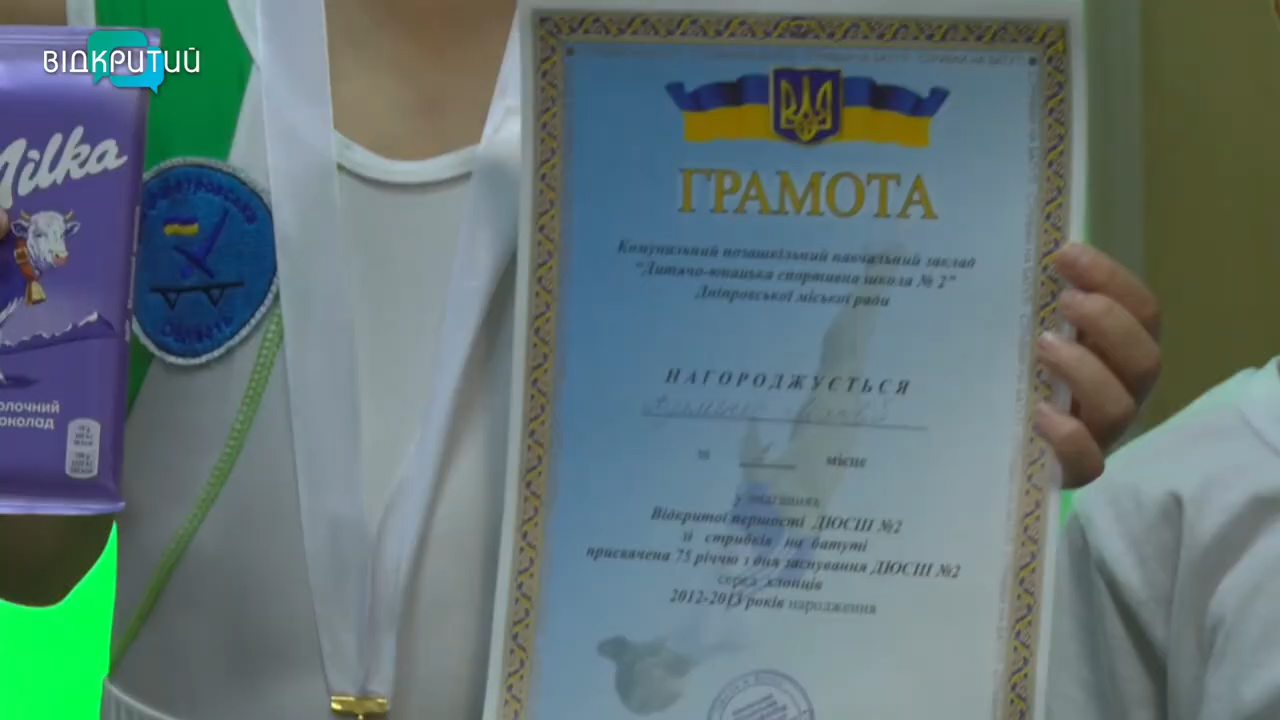 ВІДКРИТИЙ
Milka
ГРАМОТА
Комунальний позашкільний навчальний заклад
"Дитячо-юнацька спортивна школа № 2"
Дніпровської міської ради
НАГОРОДЖУЄТЬСЯ
за місце
у змаганнях
Відкритої першості ДЮСШ №2
зі стрибків на батуті
присвячена 75 річчю з дня заснування ДЮСШ №2
серед хлопців
2012-2013 років народження
область